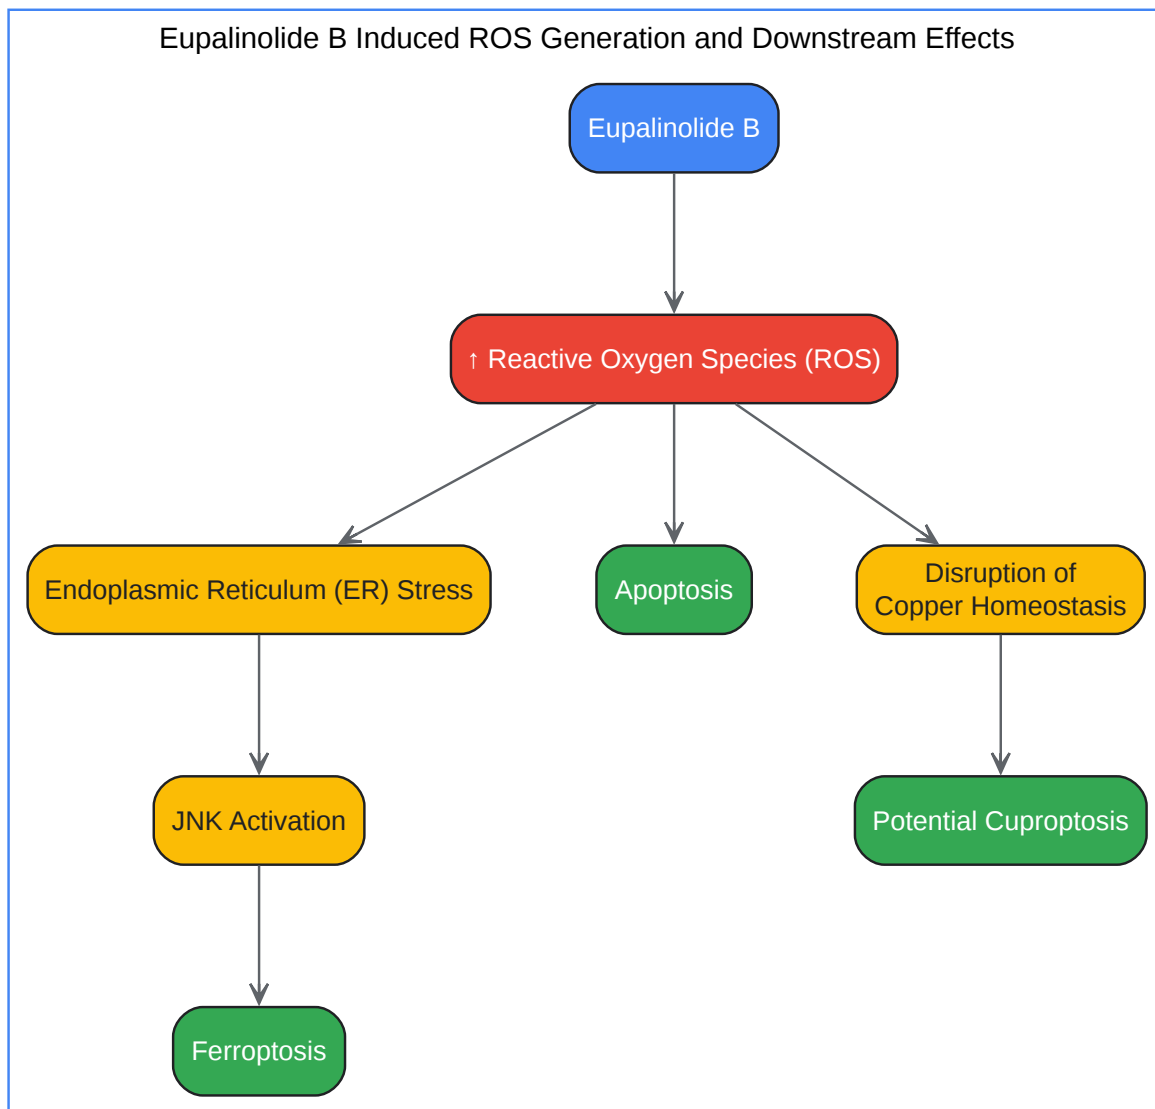 Eupalinolide B Induced ROS Generation and Downstream Effects
Eupalinolide B
↑ Reactive Oxygen Species (ROS)
Endoplasmic Reticulum (ER) Stress
Apoptosis
Disruption of
Copper Homeostasis
JNK Activation
Potential Cuproptosis
Ferroptosis